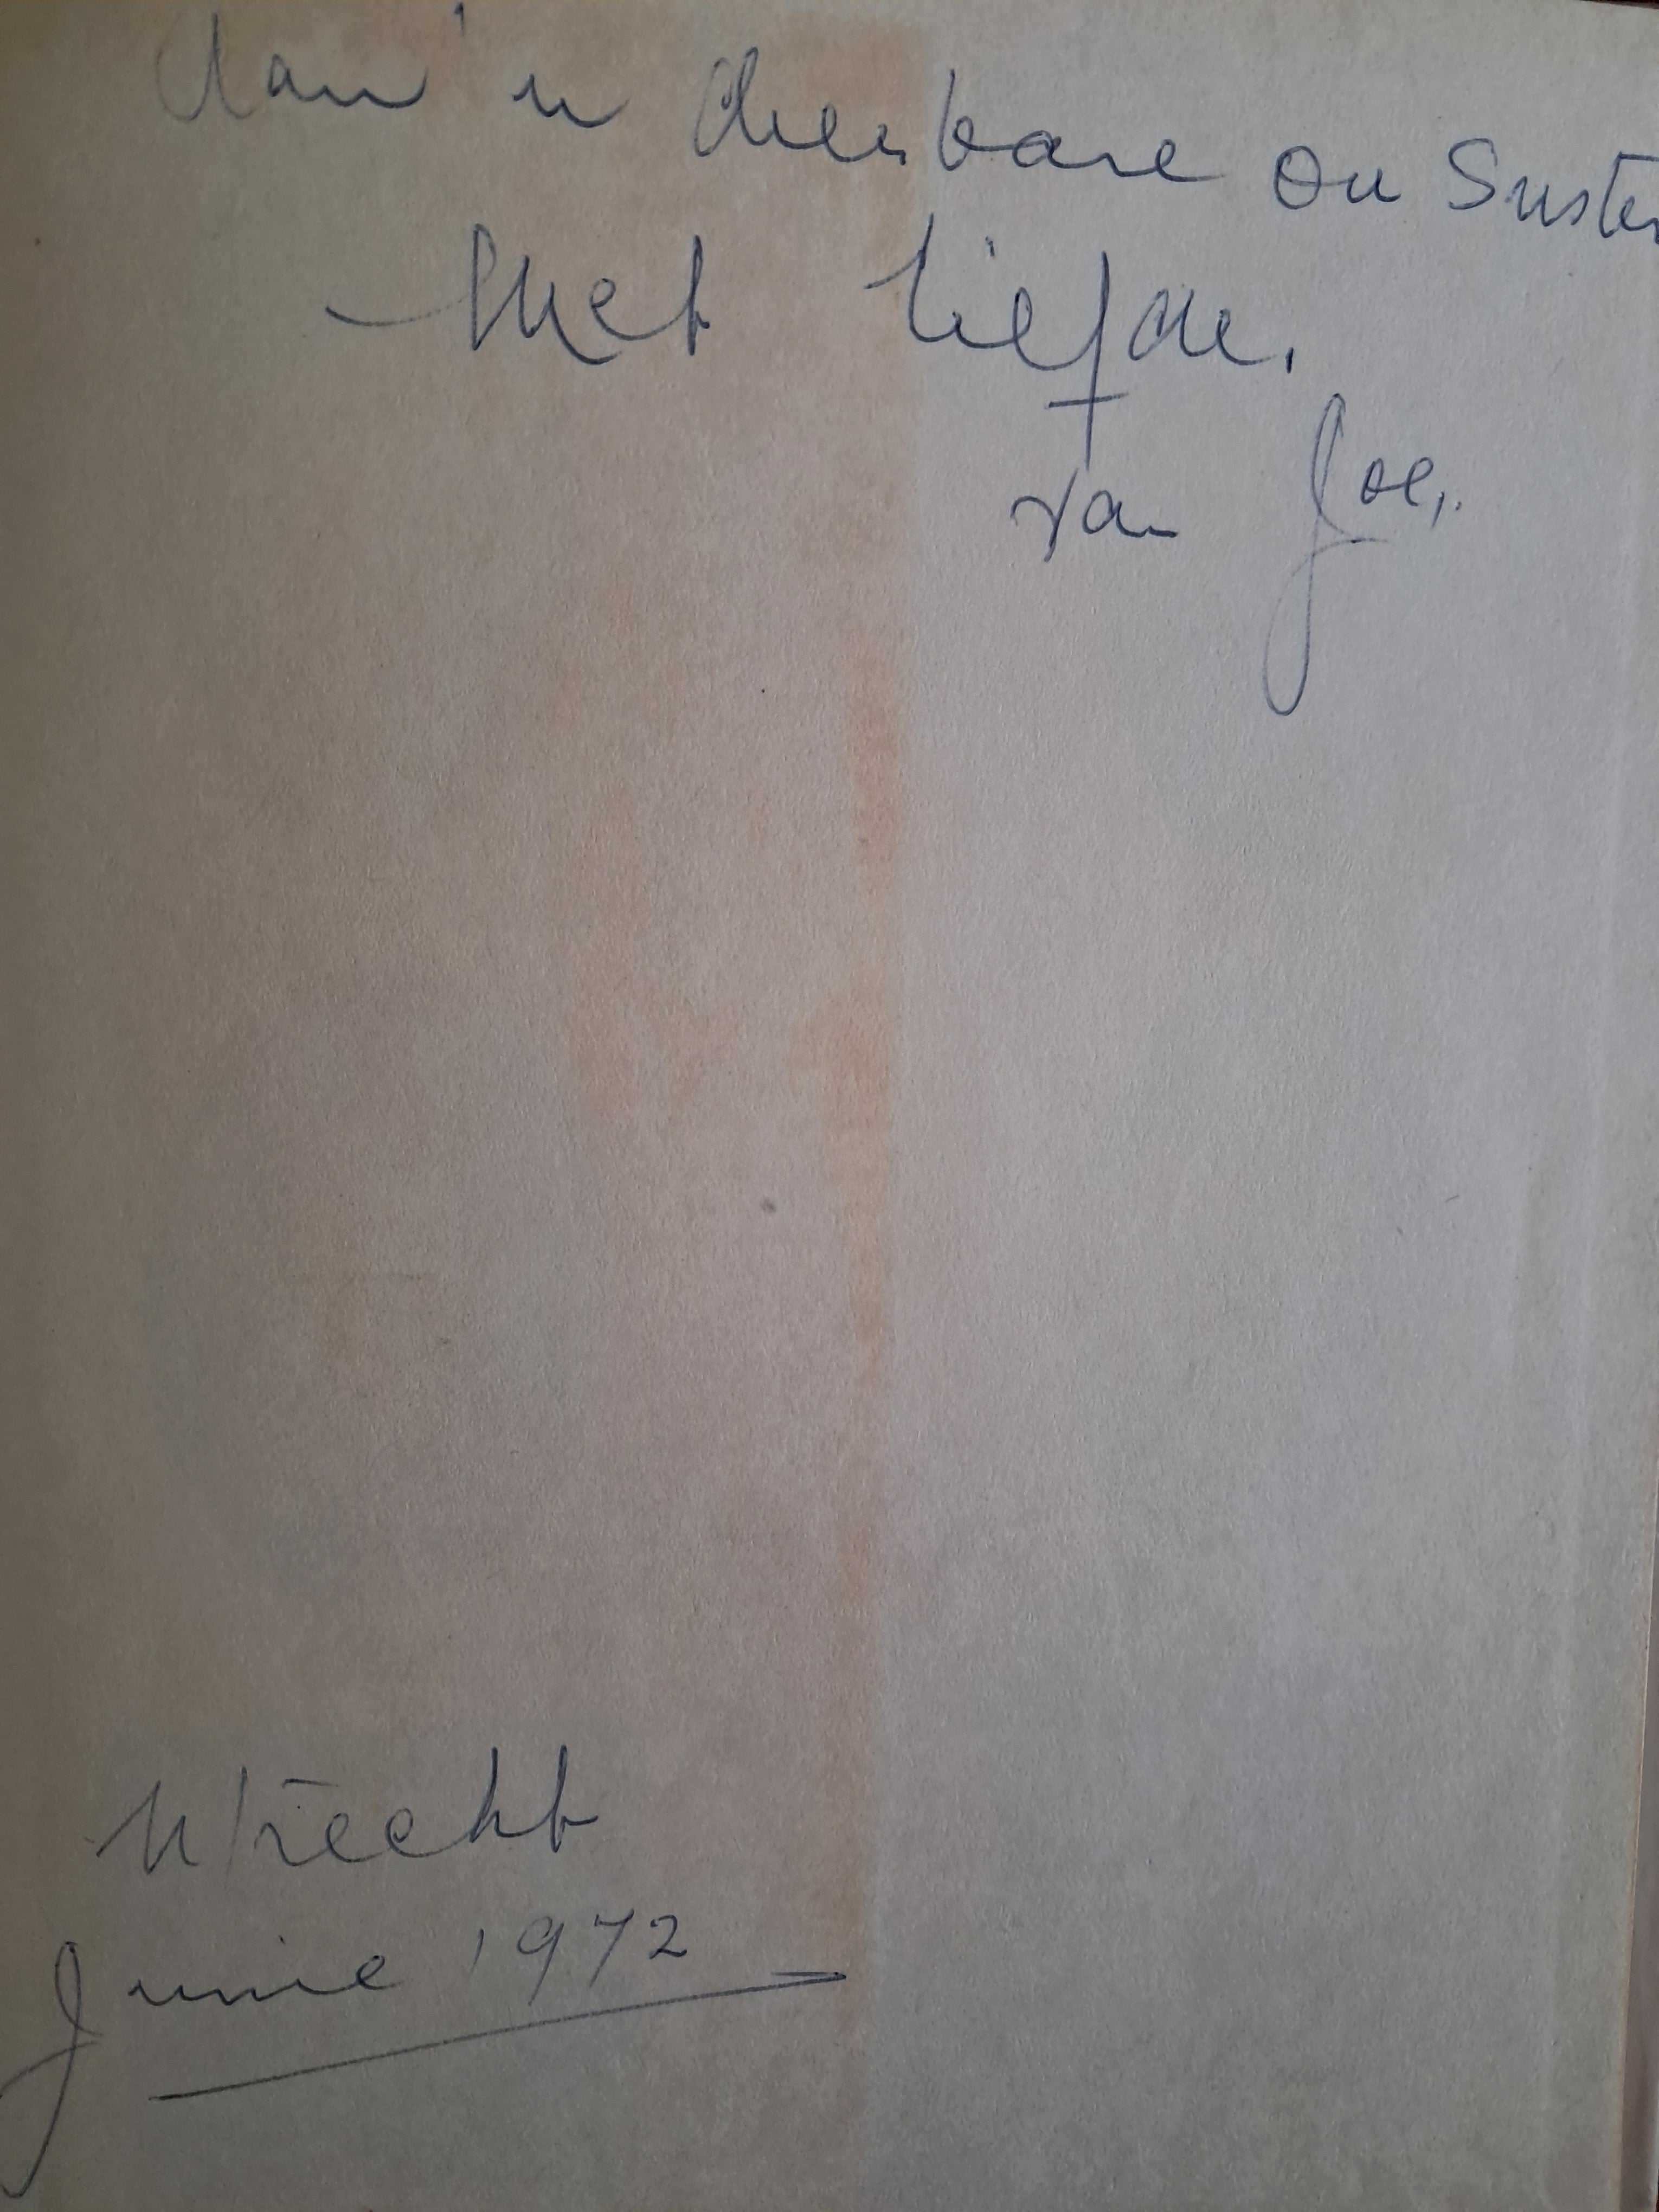 Aan 'n dierbare ou Suster
Met liefde.
van Joe.
Utrecht
Junie 1972